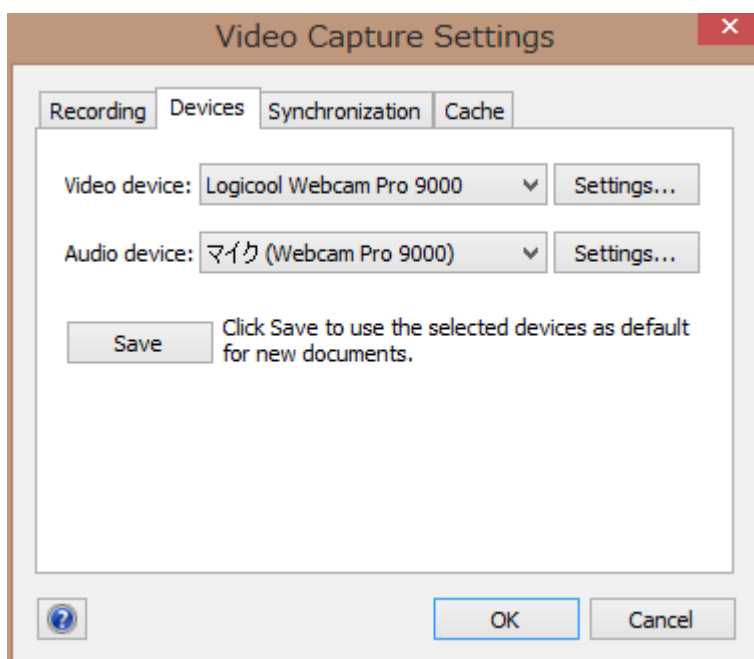 Video Capture Settings
Recording Devices Synchronization Cache
Video device: Logicool Webcam Pro 9000 Settings...
Audio device: マイク (Webcam Pro 9000) Settings...
Save Click Save to use the selected devices as default
for new documents.
OK Cancel